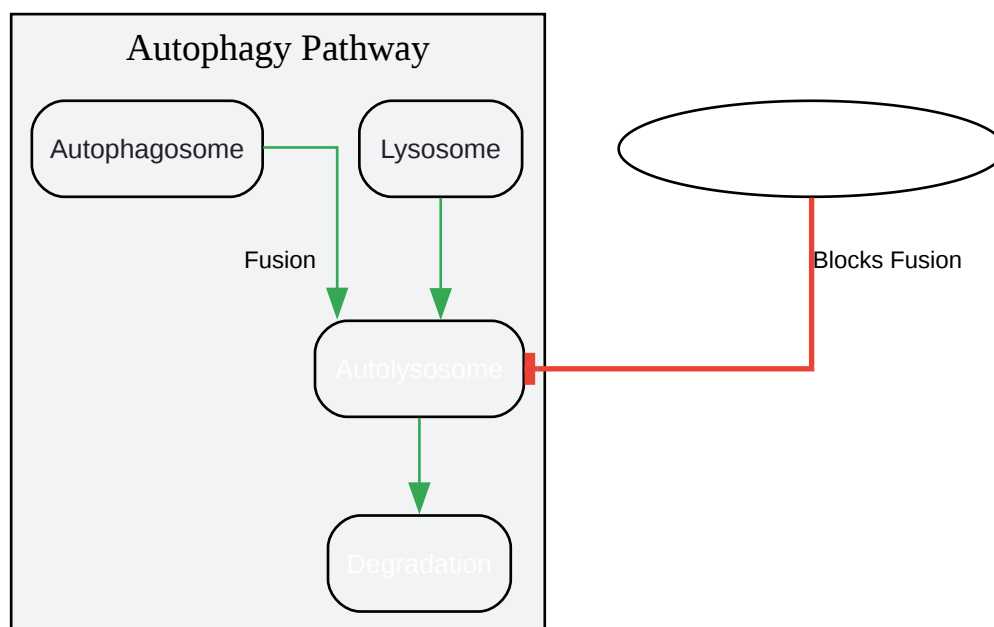 Autophagy Pathway
Autophagosome
Lysosome
Fusion
Blocks Fusion
Autolysosome
Degradation